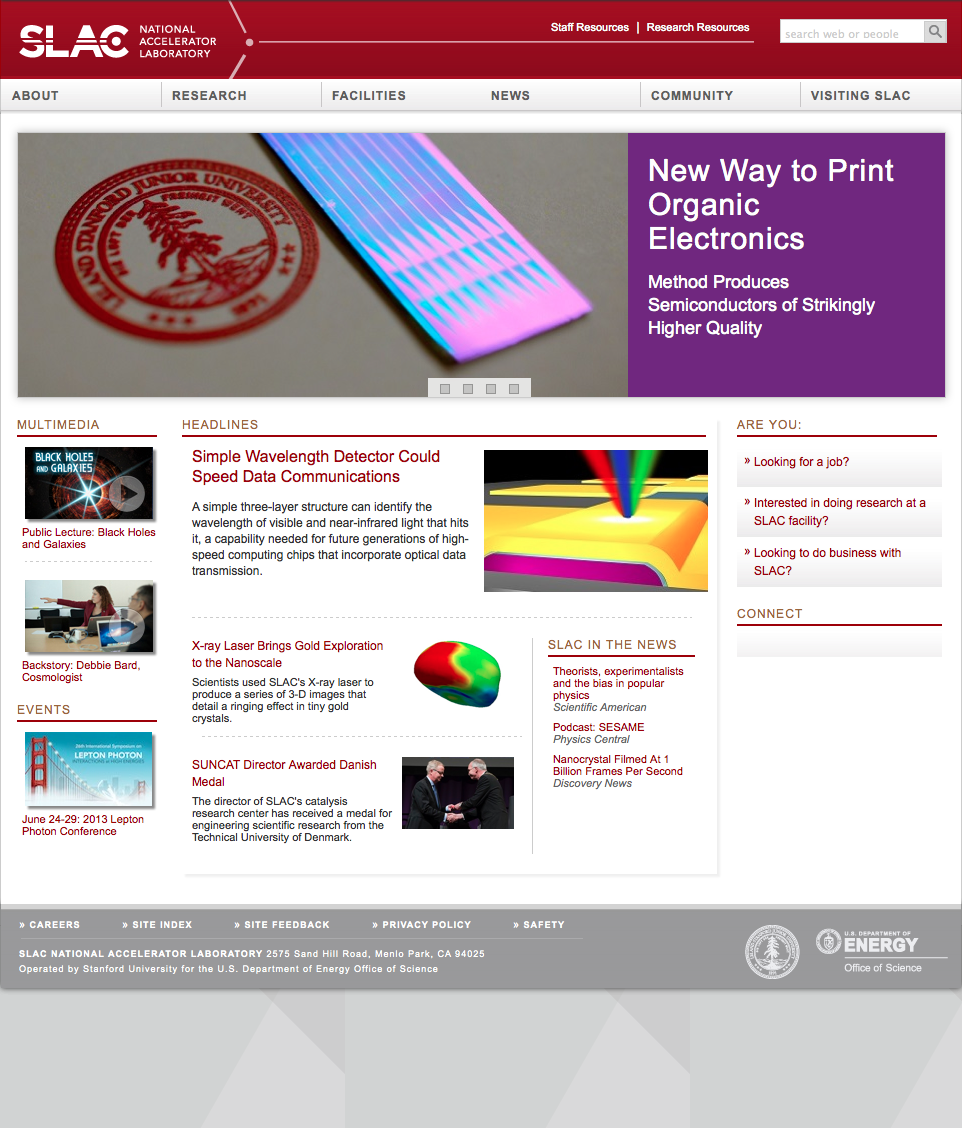 SLAC
NATIONAL
ACCELERATOR
LABORATORY
Staff Resources | Research Resources
search web or people
ABOUT
RESEARCH
FACILITIES
NEWS
COMMUNITY
VISITING SLAC
LELAND STANFORD JUNIOR UNIVERSITY
1891
New Way to Print
Organic
Electronics
Method Produces
Semiconductors of Strikingly
Higher Quality
MULTIMEDIA
BLACK HOLES
AND GALAXIES
Public Lecture: Black Holes
and Galaxies
Backstory: Debbie Bard,
Cosmologist
EVENTS
26th International Symposium on
LEPTON PHOTON
INTERACTIONS at HIGH ENERGIES
June 24-29: 2013 Lepton
Photon Conference
HEADLINES
Simple Wavelength Detector Could
Speed Data Communications
A simple three-layer structure can identify the
wavelength of visible and near-infrared light that hits
it, a capability needed for future generations of high-
speed computing chips that incorporate optical data
transmission.
X-ray Laser Brings Gold Exploration
to the Nanoscale
Scientists used SLAC's X-ray laser to
produce a series of 3-D images that
detail a ringing effect in tiny gold
crystals.
SUNCAT Director Awarded Danish
Medal
The director of SLAC's catalysis
research center has received a medal for
engineering scientific research from the
Technical University of Denmark.
SLAC IN THE NEWS
Theorists, experimentalists
and the bias in popular
physics
Scientific American
Podcast: SESAME
Physics Central
Nanocrystal Filmed At 1
Billion Frames Per Second
Discovery News
ARE YOU:
» Looking for a job?
» Interested in doing research at a
SLAC facility?
» Looking to do business with
SLAC?
CONNECT
» CAREERS
» SITE INDEX
» SITE FEEDBACK
» PRIVACY POLICY
» SAFETY
SLAC NATIONAL ACCELERATOR LABORATORY 2575 Sand Hill Road, Menlo Park, CA 94025
Operated by Stanford University for the U.S. Department of Energy Office of Science
U.S. DEPARTMENT OF
ENERGY
Office of Science